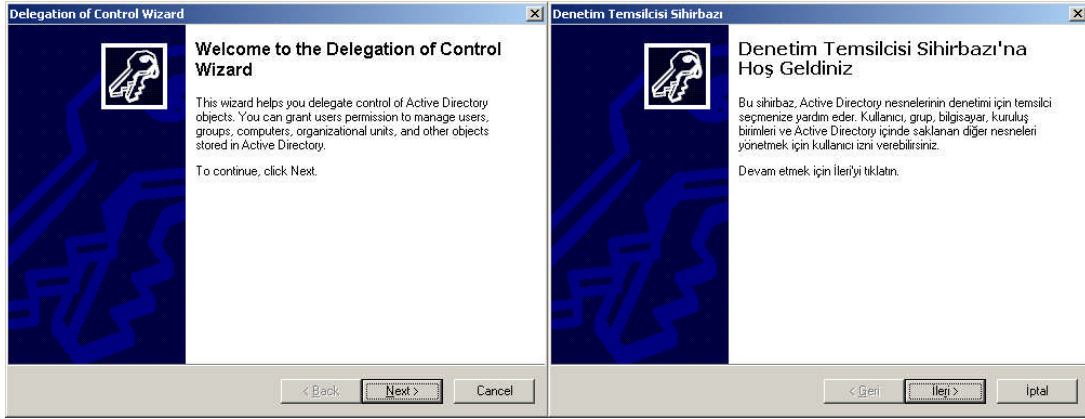 Delegation of Control Wizard
Welcome to the Delegation of Control
Wizard
This wizard helps you delegate control of Active Directory
objects. You can grant users permission to manage users,
groups, computers, organizational units, and other objects
stored in Active Directory.
To continue, click Next.
< Back
Next >
Cancel
Denetim Temsilcisi Sihirbazı
Denetim Temsilcisi Sihirbazı'na
Hoş Geldiniz
Bu sihirbaz, Active Directory nesnelerinin denetimi için temsilci
seçmenize yardım eder. Kullanıcı, grup, bilgisayar, kuruluş
birimleri ve Active Directory içinde saklanan diğer nesneleri
yönetmek için kullanıcı izni verebilirsiniz.
Devam etmek için İleri'yi tıklatın.
< Geri
İleri >
İptal